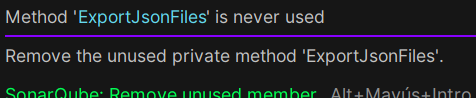 Method 'ExportJsonFiles' is never used
Remove the unused private method 'ExportJsonFiles'.
SonarQube: Remove unused member Alt+Mayús+Intro